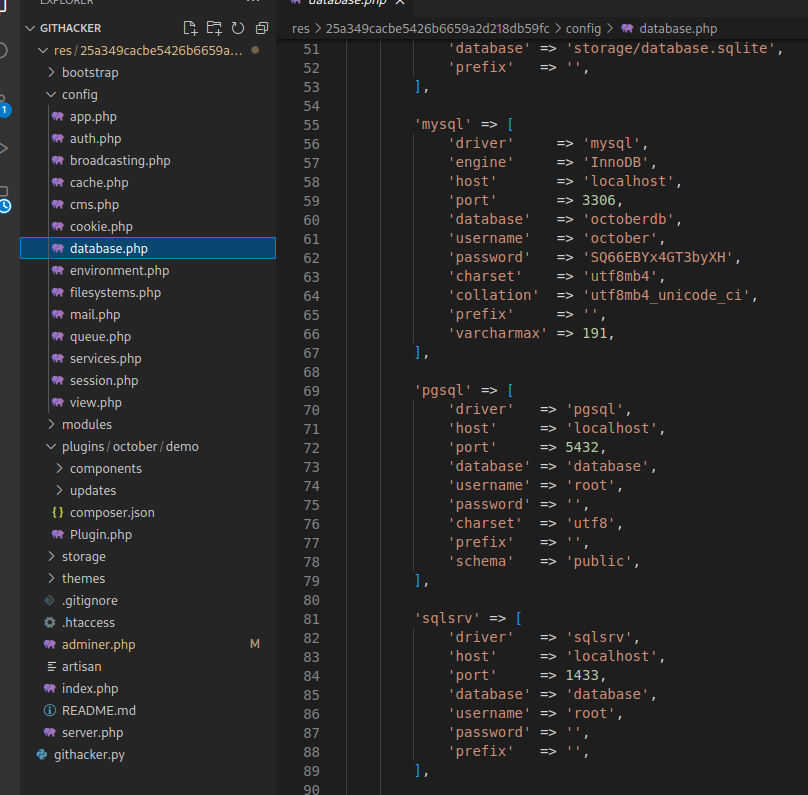 EXPLORER
GITHACKER
res / 25a349cacbe5426b6659a...
bootstrap
config
app.php
auth.php
broadcasting.php
cache.php
cms.php
cookie.php
database.php
environment.php
filesystems.php
mail.php
queue.php
services.php
session.php
view.php
modules
plugins / october / demo
components
updates
{} composer.json
Plugin.php
storage
themes
.gitignore
.htaccess
adminer.php M
artisan
index.php
README.md
server.php
githacker.py
1
database.php
res > 25a349cacbe5426b6659a2d218db59fc > config > database.php
51 'database' => 'storage/database.sqlite',
52 'prefix' => '',
53 ],
54
55 'mysql' => [
56 'driver' => 'mysql',
57 'engine' => 'InnoDB',
58 'host' => 'localhost',
59 'port' => 3306,
60 'database' => 'octoberdb',
61 'username' => 'october',
62 'password' => 'SQ66EBYx4GT3byXH',
63 'charset' => 'utf8mb4',
64 'collation' => 'utf8mb4_unicode_ci',
65 'prefix' => '',
66 'varcharmax' => 191,
67 ],
68
69 'pgsql' => [
70 'driver' => 'pgsql',
71 'host' => 'localhost',
72 'port' => 5432,
73 'database' => 'database',
74 'username' => 'root',
75 'password' => '',
76 'charset' => 'utf8',
77 'prefix' => '',
78 'schema' => 'public',
79 ],
80
81 'sqlsrv' => [
82 'driver' => 'sqlsrv',
83 'host' => 'localhost',
84 'port' => 1433,
85 'database' => 'database',
86 'username' => 'root',
87 'password' => '',
88 'prefix' => '',
89 ],
90